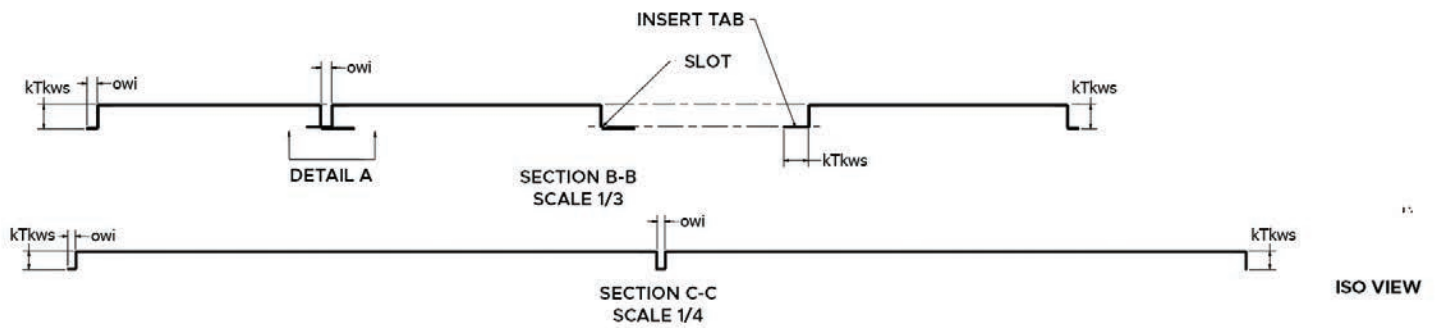 INSERT TAB
SLOT
owi
kTkws
owi
kTkws
kTkws
DETAIL A
SECTION B-B
SCALE 1/3
owi
kTkws
owi
kTkws
SECTION C-C
SCALE 1/4
ISO VIEW